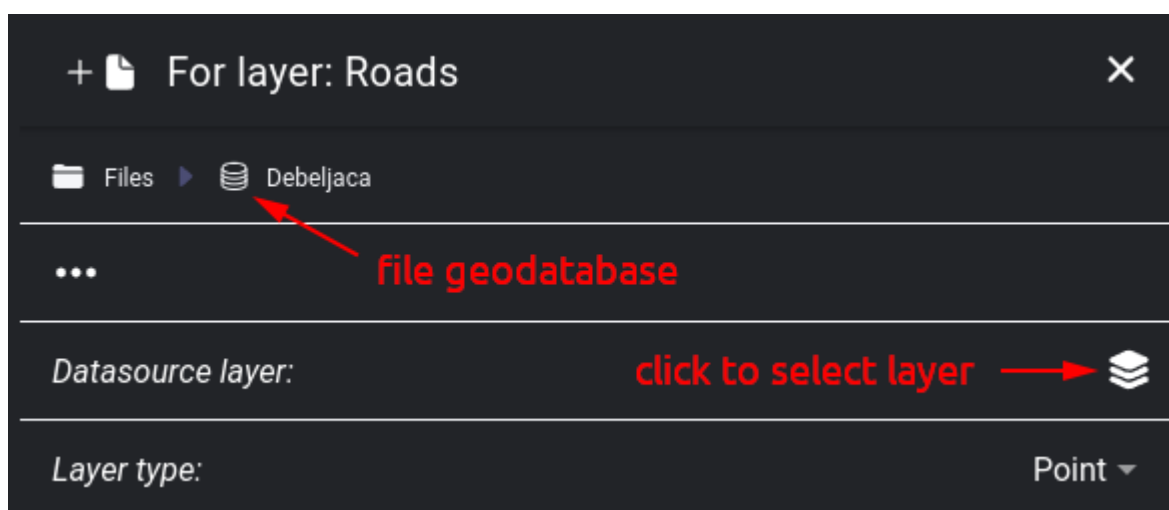 For layer: Roads
Files Debeljaca
file geodatabase
Datasource layer: click to select layer
Layer type: Point